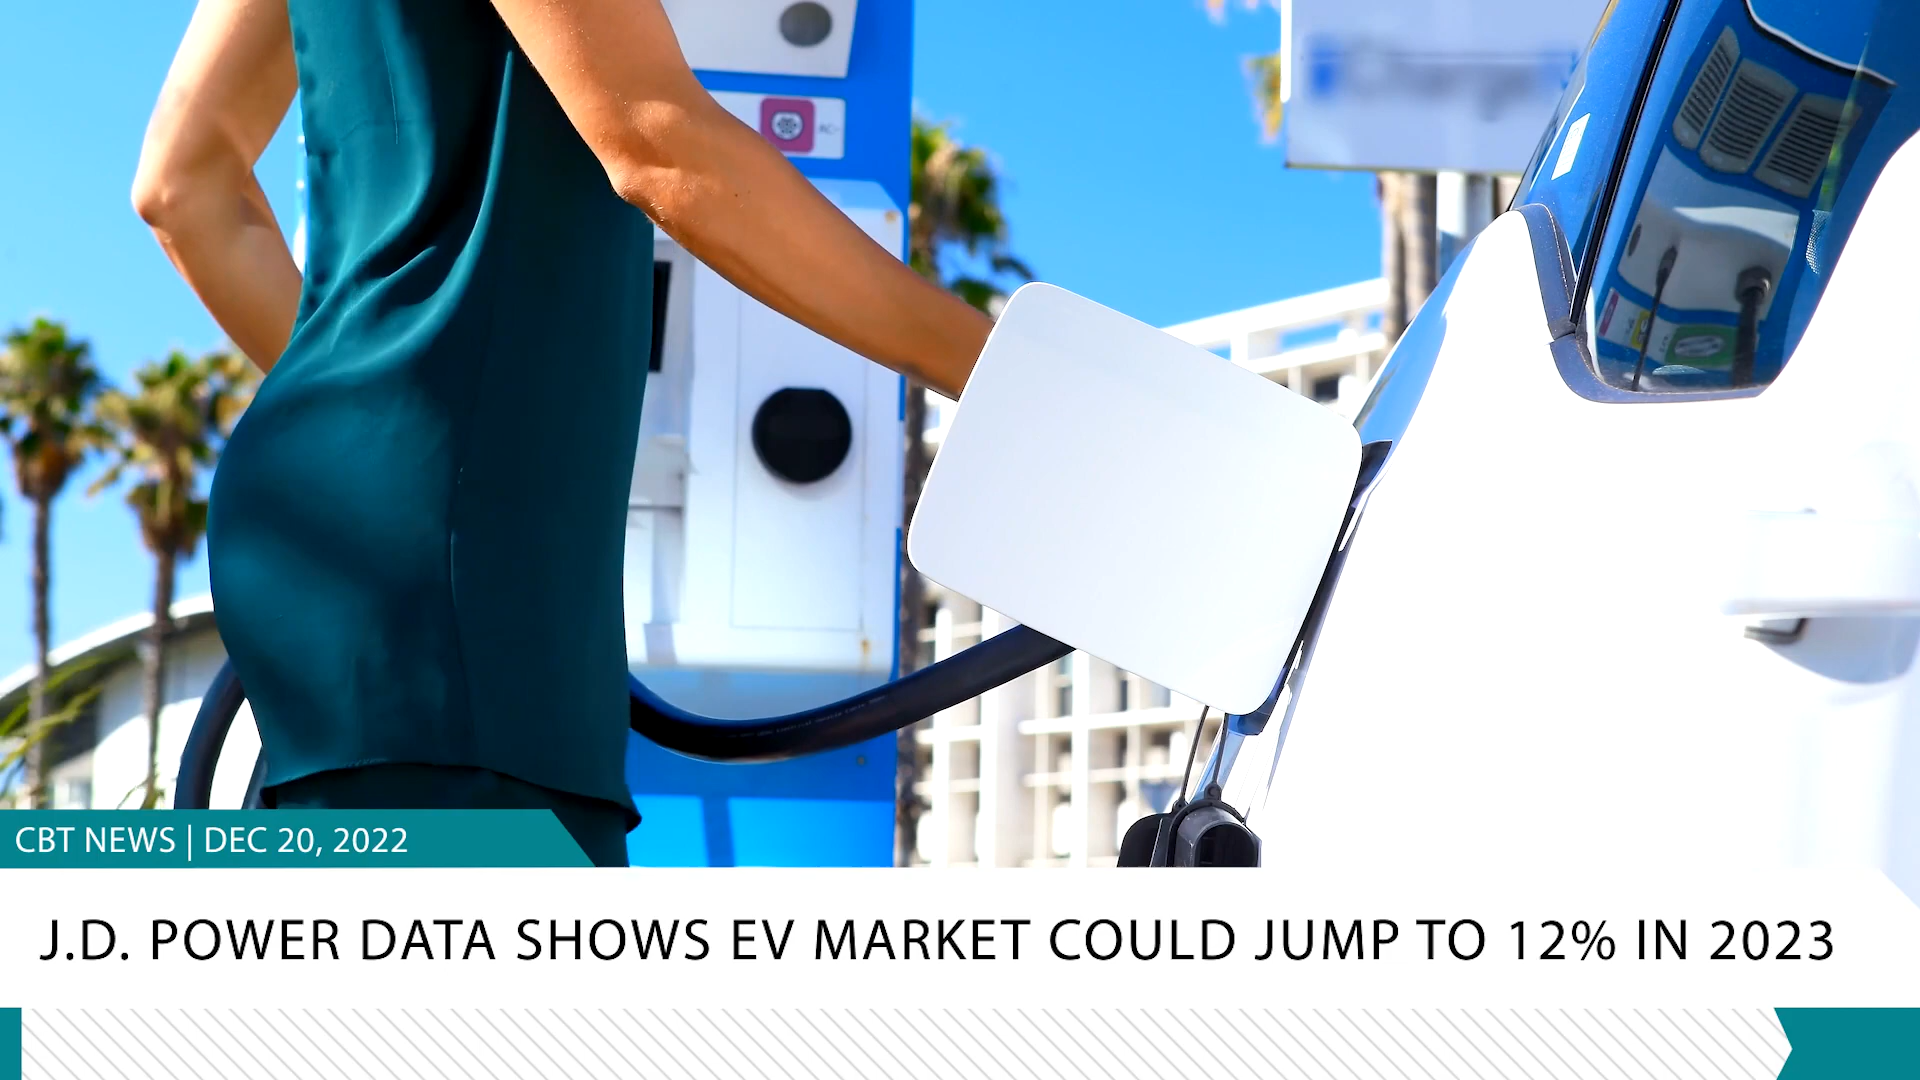 CBT NEWS | DEC 20, 2022
J.D. POWER DATA SHOWS EV MARKET COULD JUMP TO 12% IN 2023